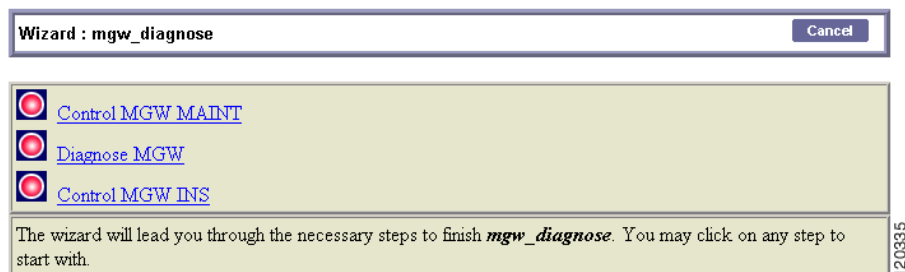 Wizard : mgw_diagnose
Cancel
Control MGW MAINT
Diagnose MGW
Control MGW INS
The wizard will lead you through the necessary steps to finish mgw_diagnose. You may click on any step to
start with.
20335